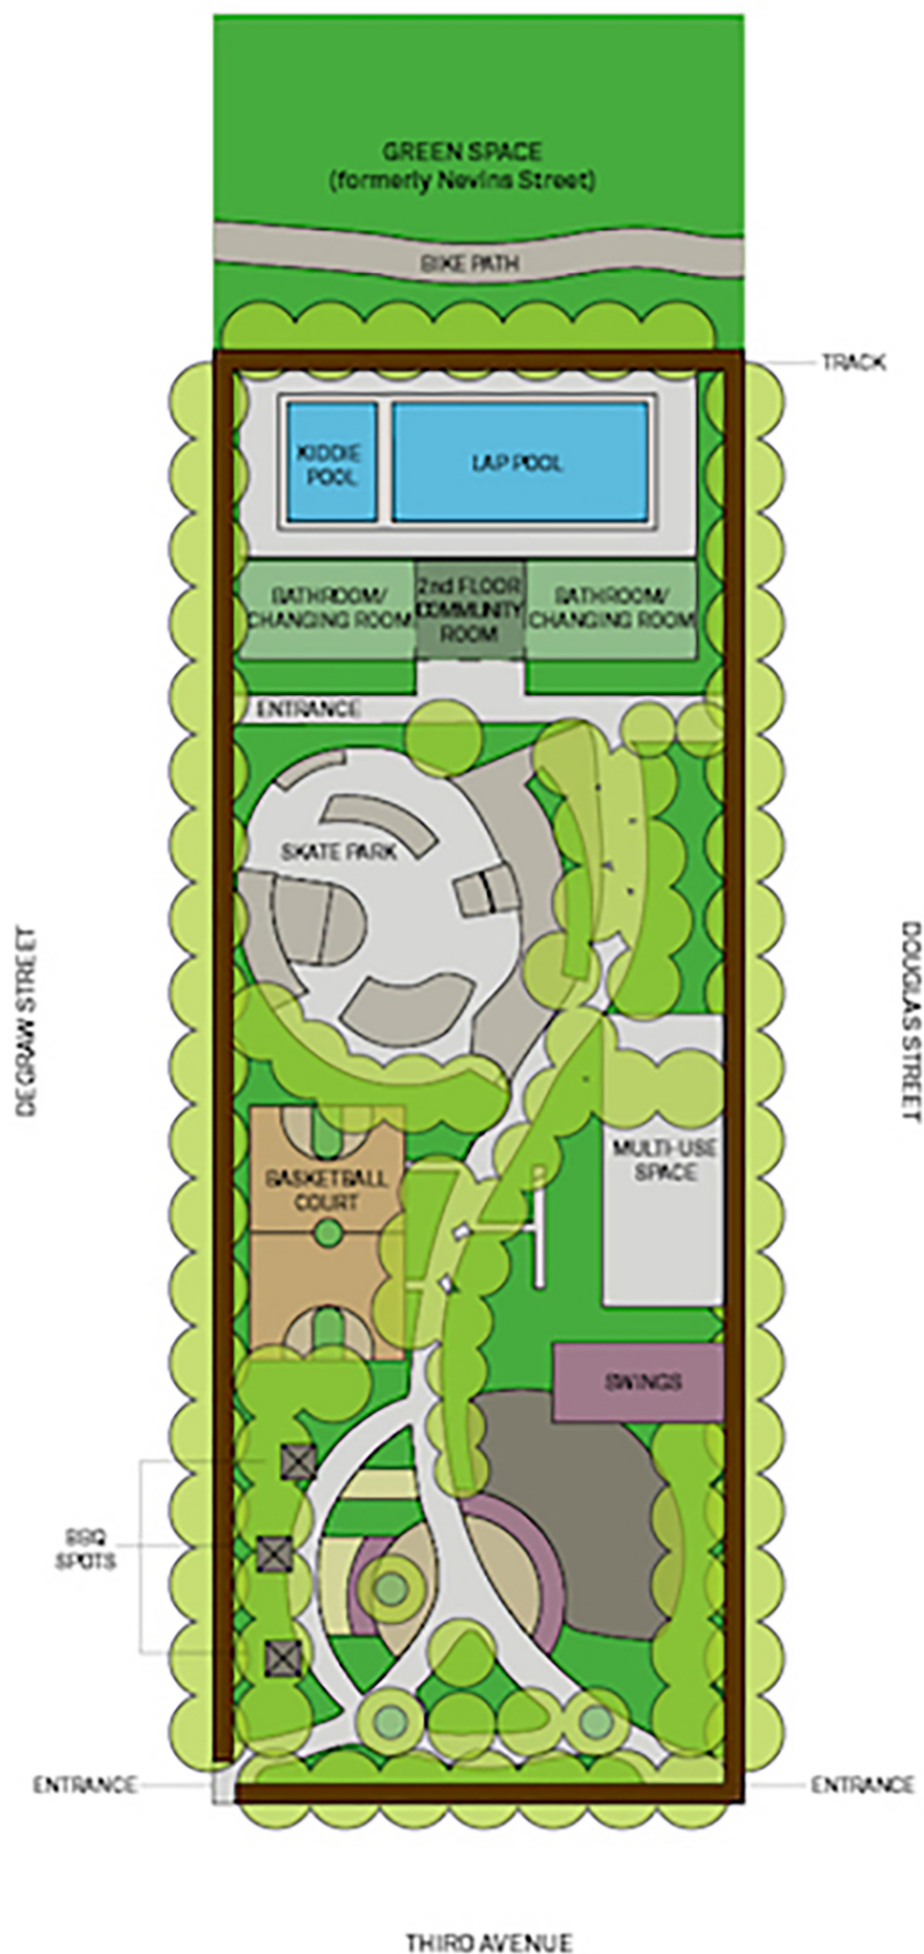 GREEN SPACE
(formerly Nevins Street)
BIKE PATH
TRACK
KIDDIE
POOL
LAP POOL
BATHROOM/
CHANGING ROOM
2nd FLOOR
COMMUNITY
ROOM
BATHROOM/
CHANGING ROOM
ENTRANCE
SKATE PARK
DEGRAW STREET
DOUGLAS STREET
MULTI-USE
SPACE
BASKETBALL
COURT
SWINGS
BBQ
SPOTS
ENTRANCE
ENTRANCE
THIRD AVENUE